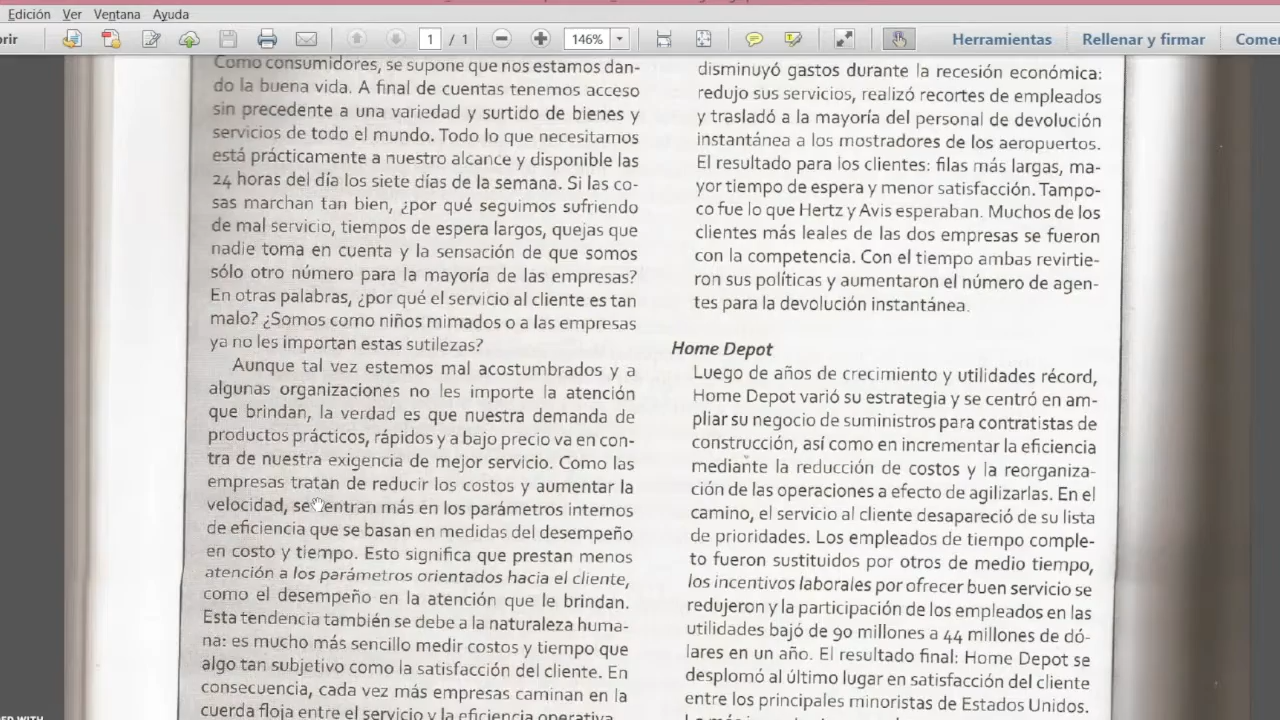 Edición Ver Ventana Ayuda
1 / 1
146%
Herramientas
Rellenar y firmar
Como consumidores, se supone que nos estamos dan-
do la buena vida. A final de cuentas tenemos acceso
sin precedente a una variedad y surtido de bienes y
servicios de todo el mundo. Todo lo que necesitamos
está prácticamente a nuestro alcance y disponible las
24 horas del día los siete días de la semana. Si las co-
sas marchan tan bien, ¿por qué seguimos sufriendo
de mal servicio, tiempos de espera largos, quejas que
nadie toma en cuenta y la sensación de que somos
sólo otro número para la mayoría de las empresas?
En otras palabras, ¿por qué el servicio al cliente es tan
malo? ¿Somos como niños mimados o a las empresas
ya no les importan estas sutilezas?
Aunque tal vez estemos mal acostumbrados y a
algunas organizaciones no les importe la atención
que brindan, la verdad es que nuestra demanda de
productos prácticos, rápidos y a bajo precio va en con-
tra de nuestra exigencia de mejor servicio. Como las
empresas tratan de reducir los costos y aumentar la
velocidad, se centran más en los parámetros internos
de eficiencia que se basan en medidas del desempeño
en costo y tiempo. Esto significa que prestan menos
atención a los parámetros orientados hacia el cliente,
como el desempeño en la atención que le brindan.
Esta tendencia también se debe a la naturaleza huma-
na: es mucho más sencillo medir costos y tiempo que
algo tan subjetivo como la satisfacción del cliente. En
consecuencia, cada vez más empresas caminan en la
cuerda floja entre el servicio y la eficiencia operativa
disminuyó gastos durante la recesión económica:
redujo sus servicios, realizó recortes de empleados
y trasladó a la mayoría del personal de devolución
instantánea a los mostradores de los aeropuertos.
El resultado para los clientes: filas más largas, ma-
yor tiempo de espera y menor satisfacción. Tampo-
co fue lo que Hertz y Avis esperaban. Muchos de los
clientes más leales de las dos empresas se fueron
con la competencia. Con el tiempo ambas revirtie-
ron sus políticas y aumentaron el número de agen-
tes para la devolución instantánea.
Home Depot
Luego de años de crecimiento y utilidades récord,
Home Depot varió su estrategia y se centró en am-
pliar su negocio de suministros para contratistas de
construcción, así como en incrementar la eficiencia
mediante la reducción de costos y la reorganiza-
ción de las operaciones a efecto de agilizarlas. En el
camino, el servicio al cliente desapareció de su lista
de prioridades. Los empleados de tiempo comple-
to fueron sustituidos por otros de medio tiempo,
los incentivos laborales por ofrecer buen servicio se
redujeron y la participación de los empleados en las
utilidades bajó de 90 millones a 44 millones de dó-
lares en un año. El resultado final: Home Depot se
desplomó al último lugar en satisfacción del cliente
entre los principales minoristas de Estados Unidos.